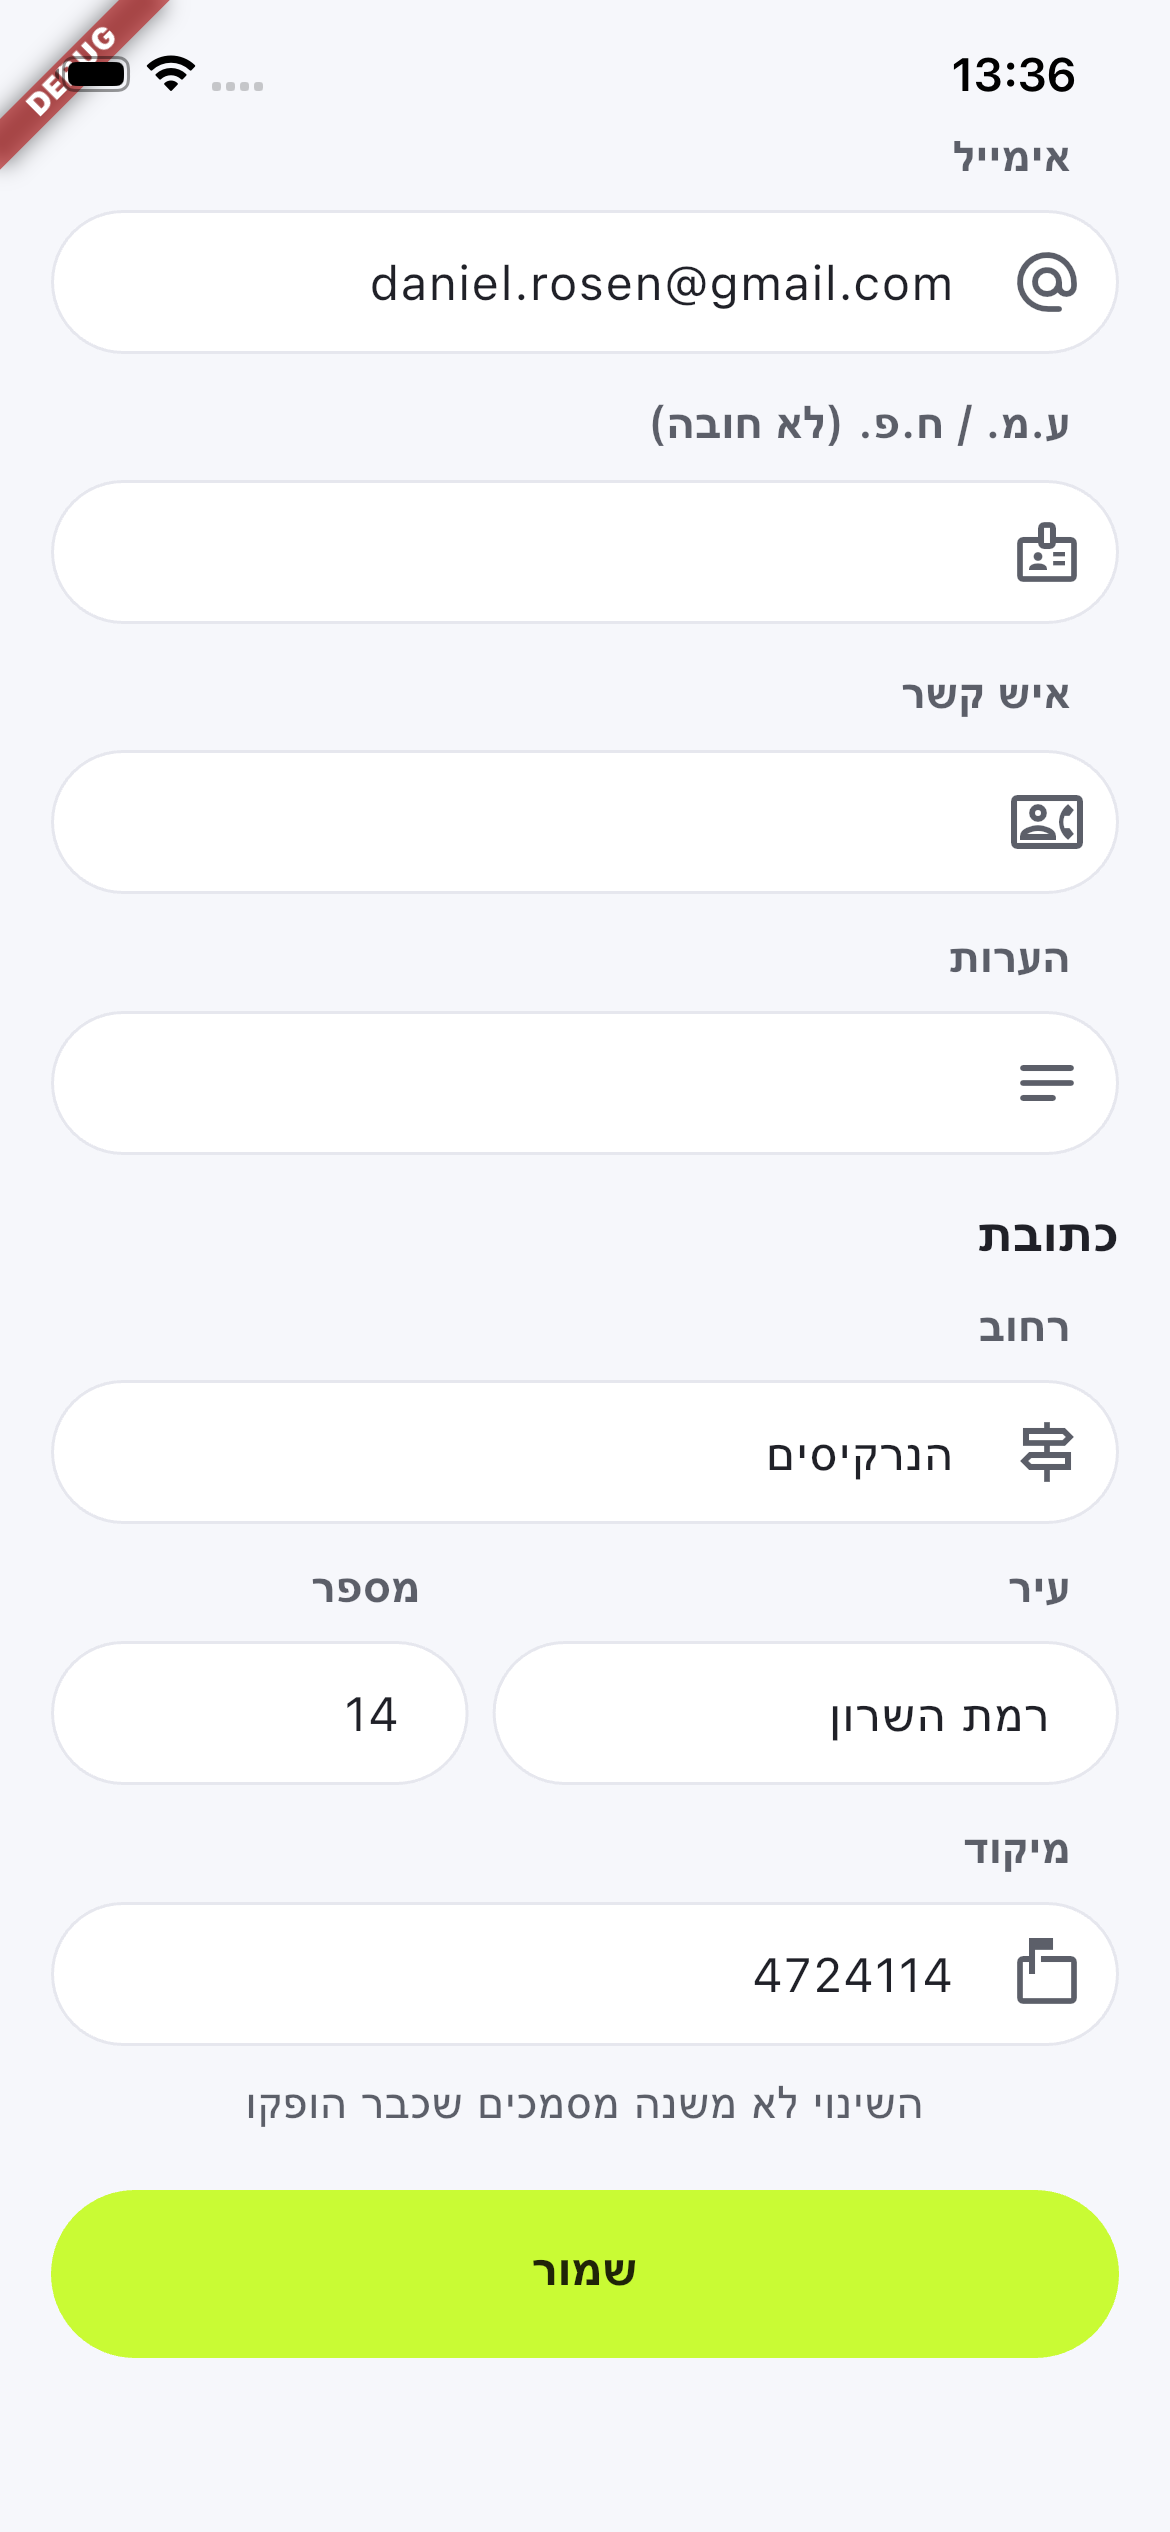 13:36
DEBUG
אימייל
daniel.rosen@gmail.com
ע.מ. / ח.פ. (לא חובה)
איש קשר
הערות
כתובת
רחוב
הנרקיסים
עיר
מספר
רמת השרון
14
מיקוד
4724114
השינוי לא משנה מסמכים שכבר הופקו
שמור